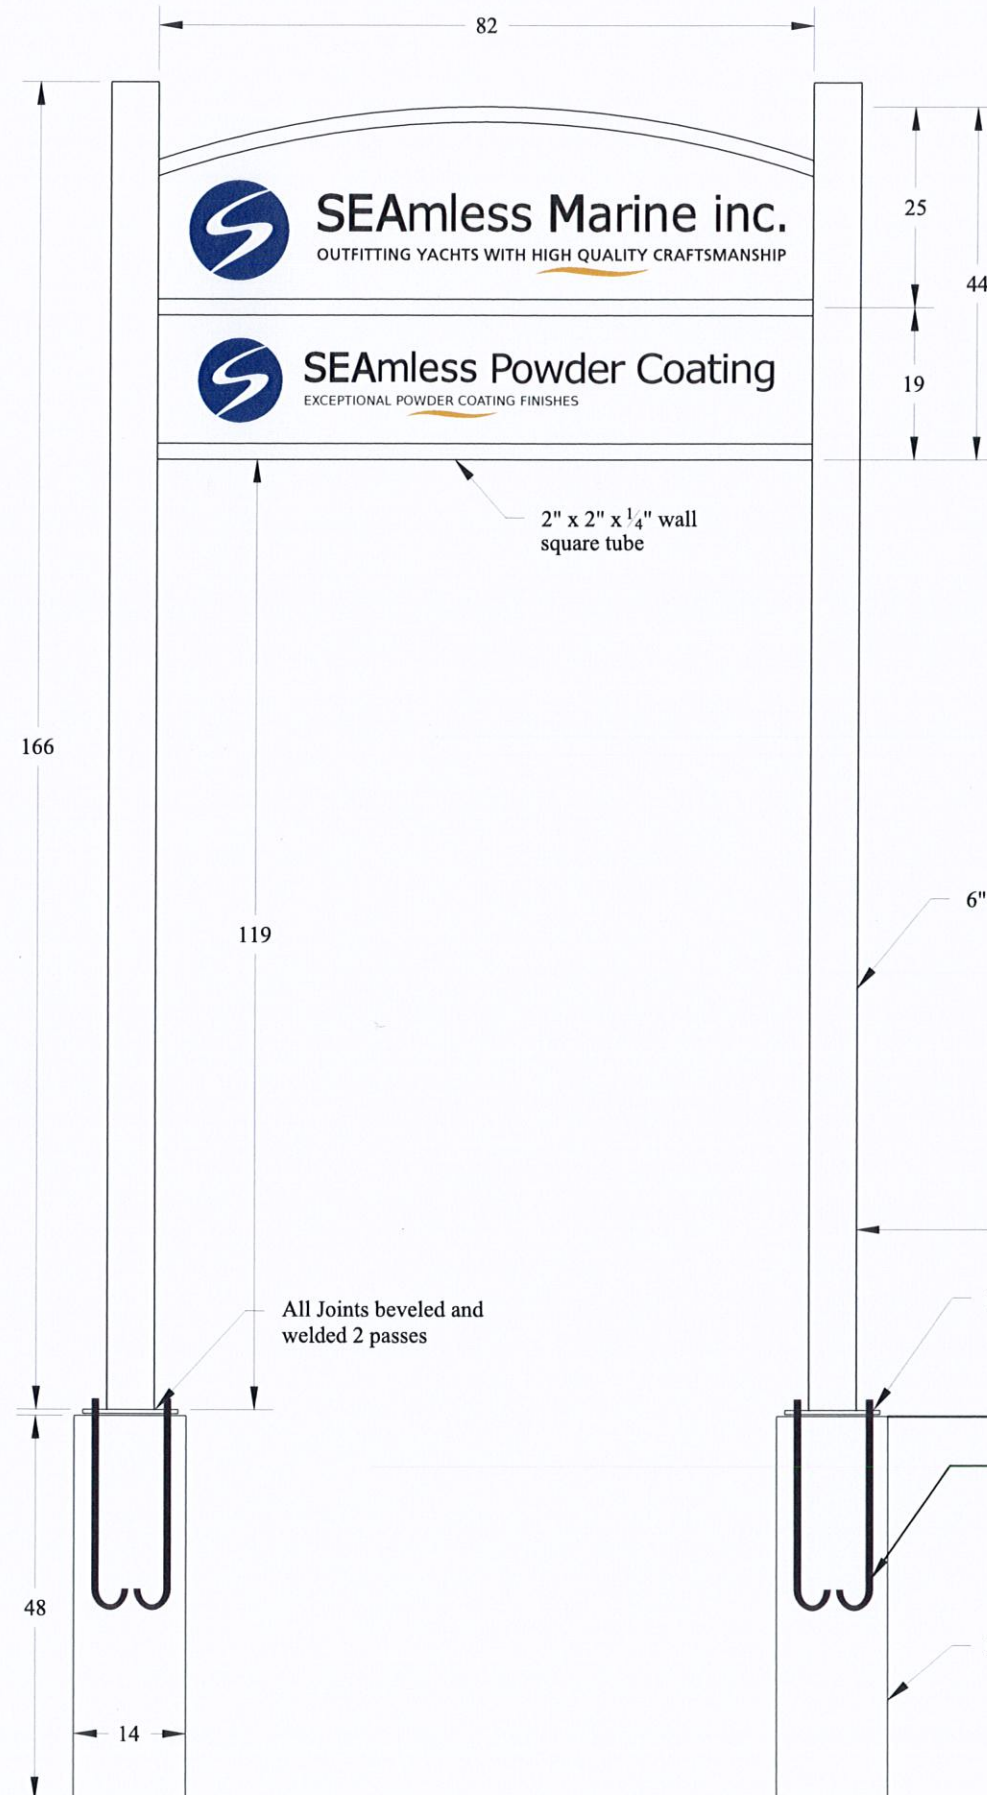 82
SEAmless Marine inc.
OUTFITTING YACHTS WITH HIGH QUALITY CRAFTSMANSHIP
25
44
SEAmless Powder Coating
EXCEPTIONAL POWDER COATING FINISHES
19
2" x 2" x 1/4" wall
square tube
166
6"
119
All Joints beveled and
welded 2 passes
48
14